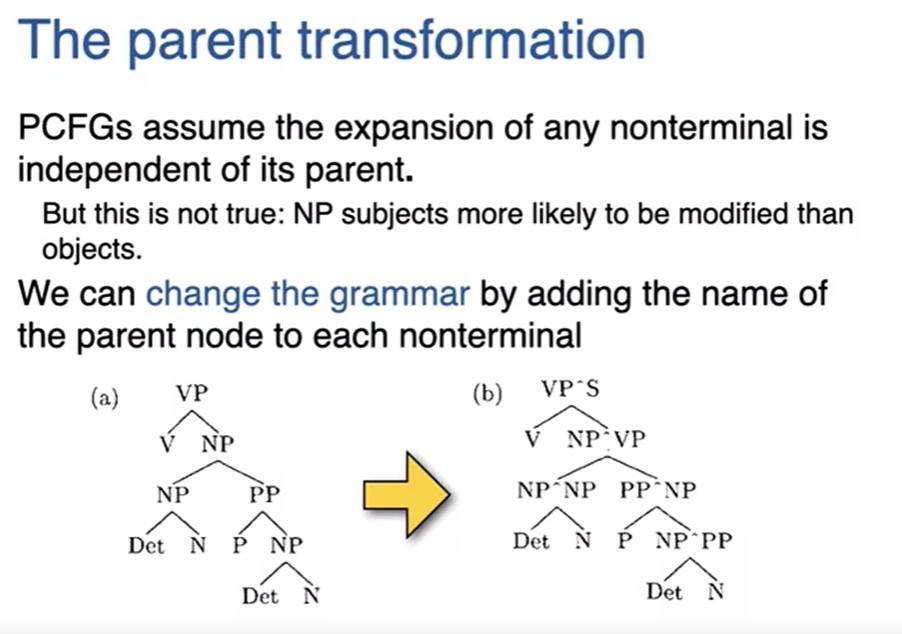 The parent transformation
PCFGs assume the expansion of any nonterminal is
independent of its parent.
But this is not true: NP subjects more likely to be modified than
objects.
We can change the grammar by adding the name of
the parent node to each nonterminal
(a) VP
V NP
NP PP
Det N P NP
Det N
(b) VP^S
V NP^VP
NP^NP PP^NP
Det N P NP^PP
Det N